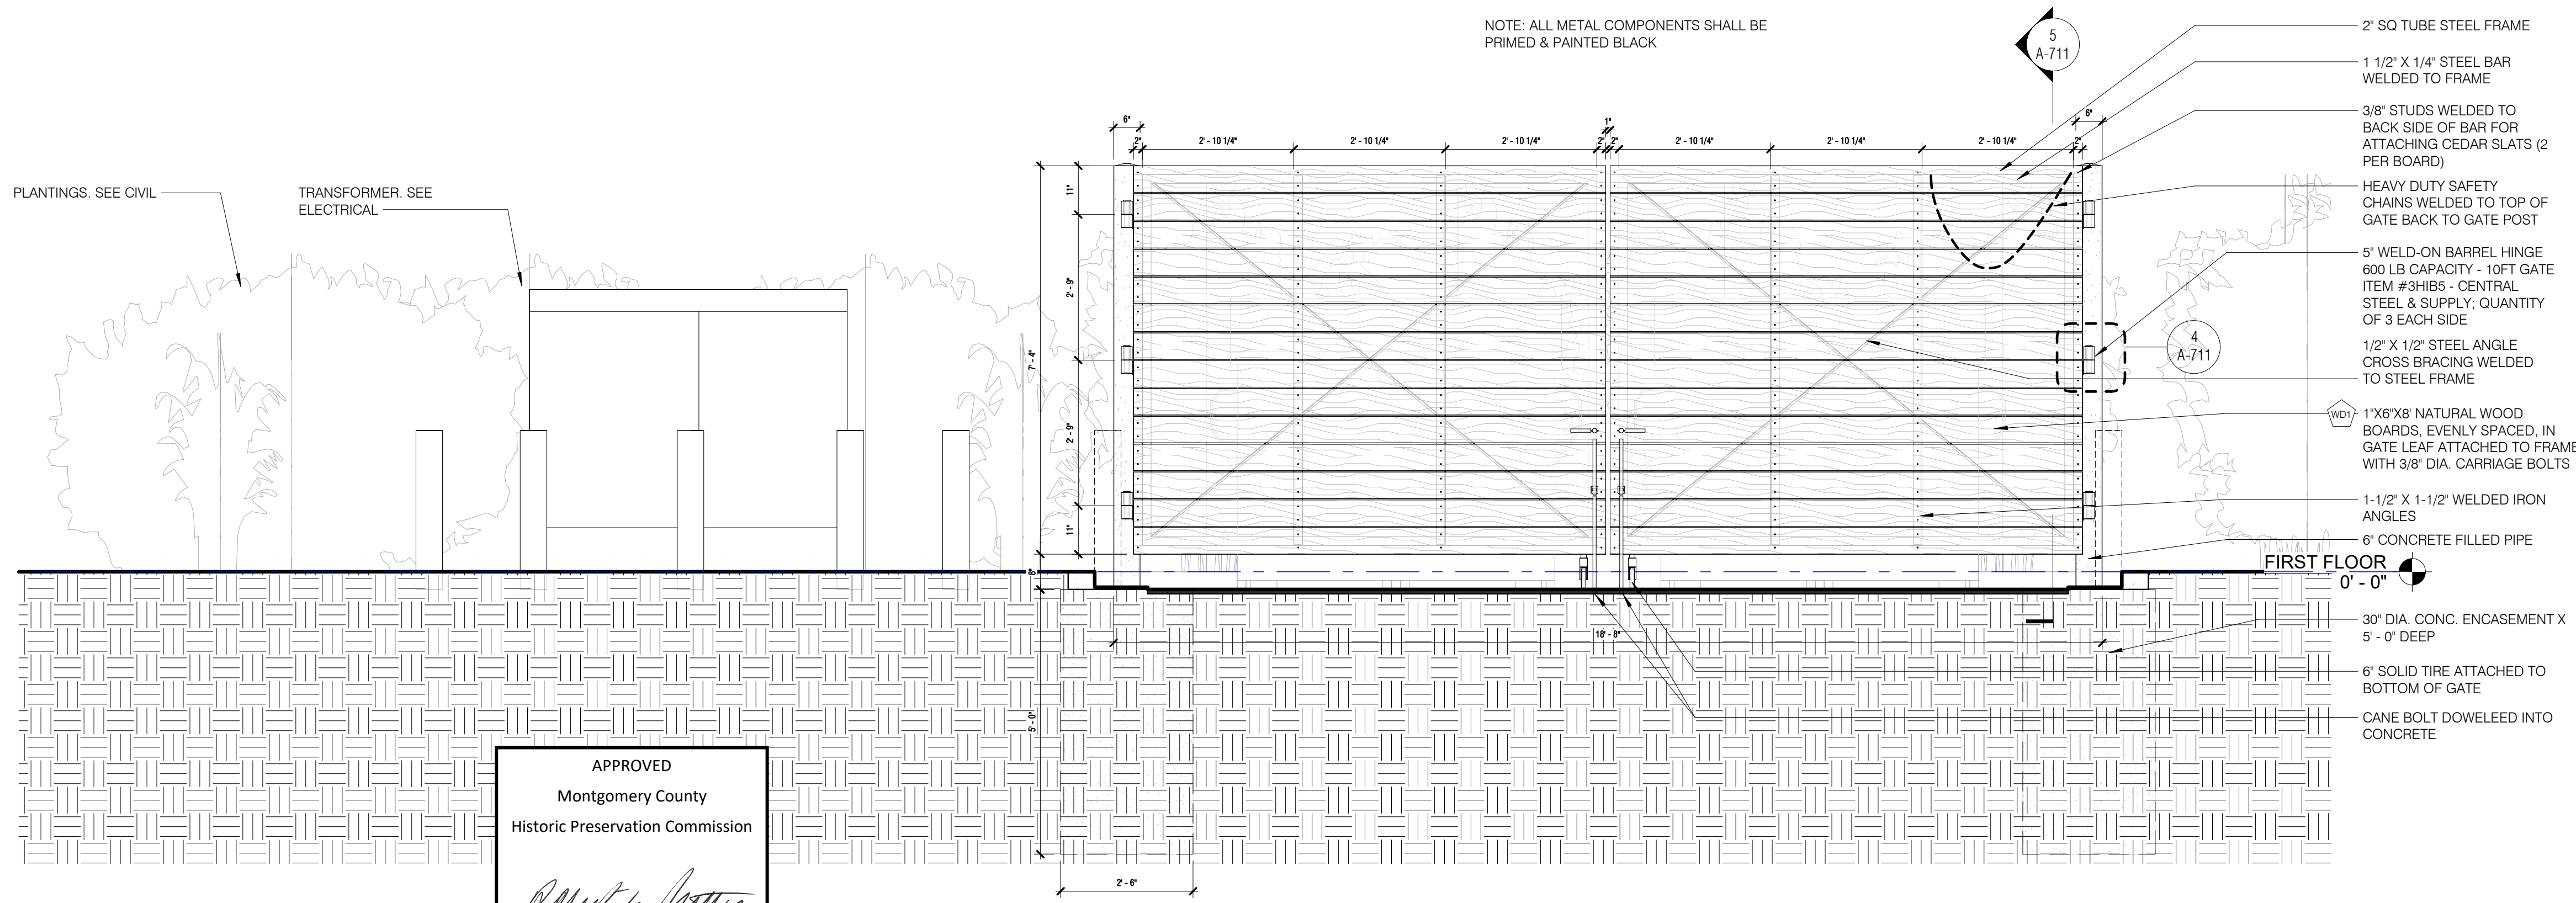 NOTE: ALL METAL COMPONENTS SHALL BE
PRIMED & PAINTED BLACK
5
A-711
2" SQ TUBE STEEL FRAME
1 1/2" X 1/4" STEEL BAR
WELDED TO FRAME
3/8" STUDS WELDED TO
BACK SIDE OF BAR FOR
ATTACHING CEDAR SLATS (2
PER BOARD)
HEAVY DUTY SAFETY
CHAINS WELDED TO TOP OF
GATE BACK TO GATE POST
5" WELD-ON BARREL HINGE
600 LB CAPACITY - 10FT GATE
ITEM #3HIB5 - CENTRAL
STEEL & SUPPLY; QUANTITY
OF 3 EACH SIDE
4
A-711
1/2" X 1/2" STEEL ANGLE
CROSS BRACING WELDED
TO STEEL FRAME
WD1
1"X6"X8' NATURAL WOOD
BOARDS, EVENLY SPACED, IN
GATE LEAF ATTACHED TO FRAME
WITH 3/8" DIA. CARRIAGE BOLTS
1-1/2" X 1-1/2" WELDED IRON
ANGLES
6" CONCRETE FILLED PIPE
FIRST FLOOR
0' - 0"
30" DIA. CONC. ENCASEMENT X
5' - 0" DEEP
6" SOLID TIRE ATTACHED TO
BOTTOM OF GATE
CANE BOLT DOWELEED INTO
CONCRETE
PLANTINGS. SEE CIVIL
TRANSFORMER. SEE
ELECTRICAL
6"
2"
2' - 10 1/4"
2' - 10 1/4"
2' - 10 1/4"
2"
1"
2"
2' - 10 1/4"
2' - 10 1/4"
2' - 10 1/4"
2"
6"
11"
2' - 9"
2' - 9"
11"
7' - 4"
8"
5' - 0"
18' - 8"
2' - 6"
APPROVED
Montgomery County
Historic Preservation Commission